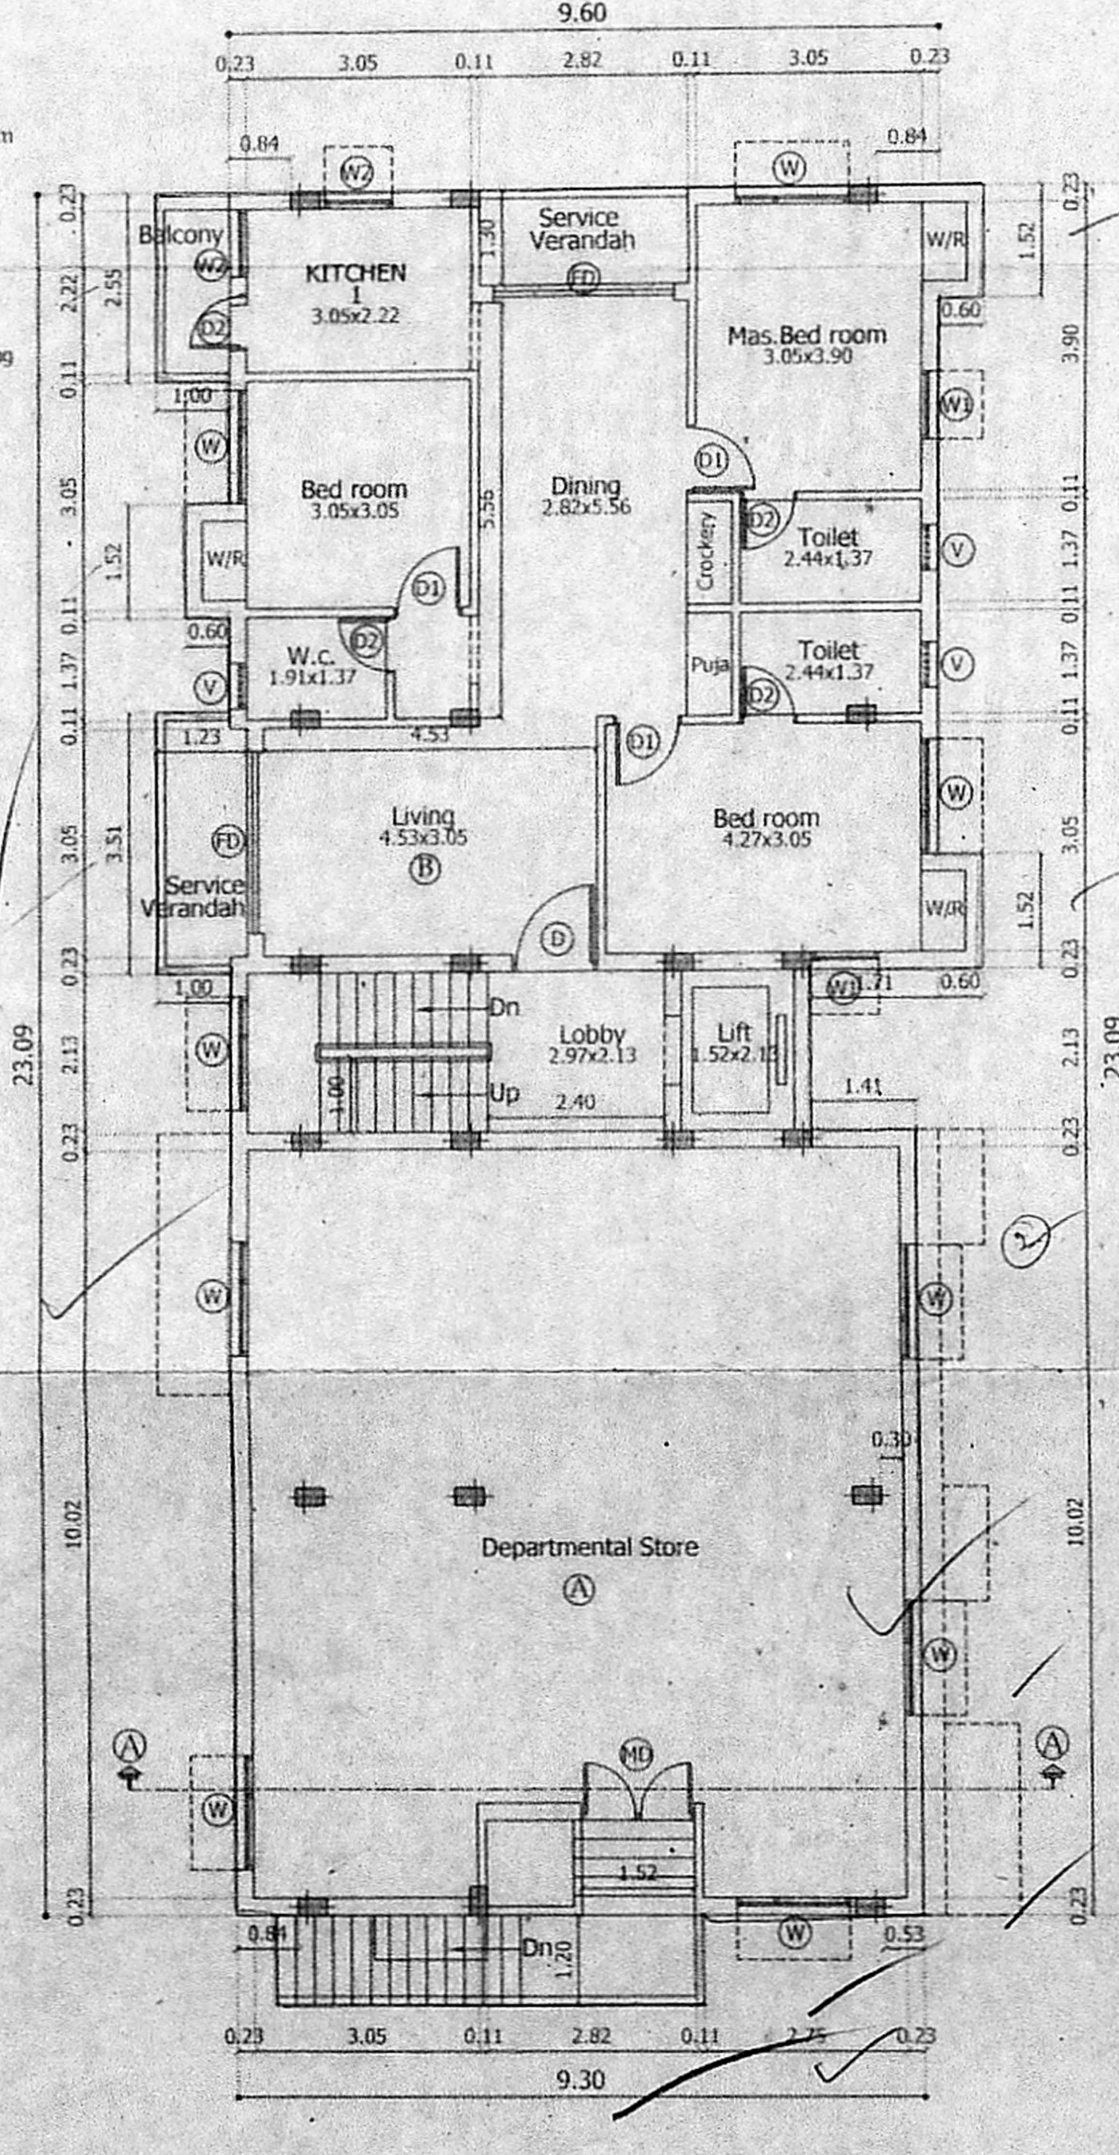 9.60
0.23 3.05 0.11 2.82 0.11 3.05 0.23
0.84
0.84
m
W2
W
0.23
0.23
Balcony
W2
1.30
Service
Verandah
FD
W/R
1.52
2.22
2.55
KITCHEN
1
3.05x2.22
D2
0.60
Mas.Bed room
3.05x3.90
3.90
0.11
1.00
W1
W
D1
Bed room
3.05x3.05
3.05
5.56
Dining
2.82x5.56
0.11
D2
Crockery
Toilet
2.44x1.37
V
1.37
W/R
1.52
D1
0.11
0.11
0.60
D2
W.c.
1.91x1.37
1.37
V
Puja
Toilet
2.44x1.37
D2
V
1.37
0.11
0.11
1.23
4.53
D1
W
Living
4.53x3.05
B
Bed room
4.27x3.05
3.05
3.51
3.05
FD
Service
Verandah
W/R
1.52
D
0.23
0.23
1.00
W1
0.60
Dn
Lobby
2.97x2.13
Lift
1.52x2.13
W
23.09
2.13
2.13
23.09
1.00
Up
2.40
1.41
0.23
0.23
2
W
W
0.30
10.02
Departmental Store
10.02
A
W
A
MD
A
W
1.52
0.23
0.23
0.84
Dn
1.20
W
0.53
0.23 3.05 0.11 2.82 0.11 2.75 0.23
9.30